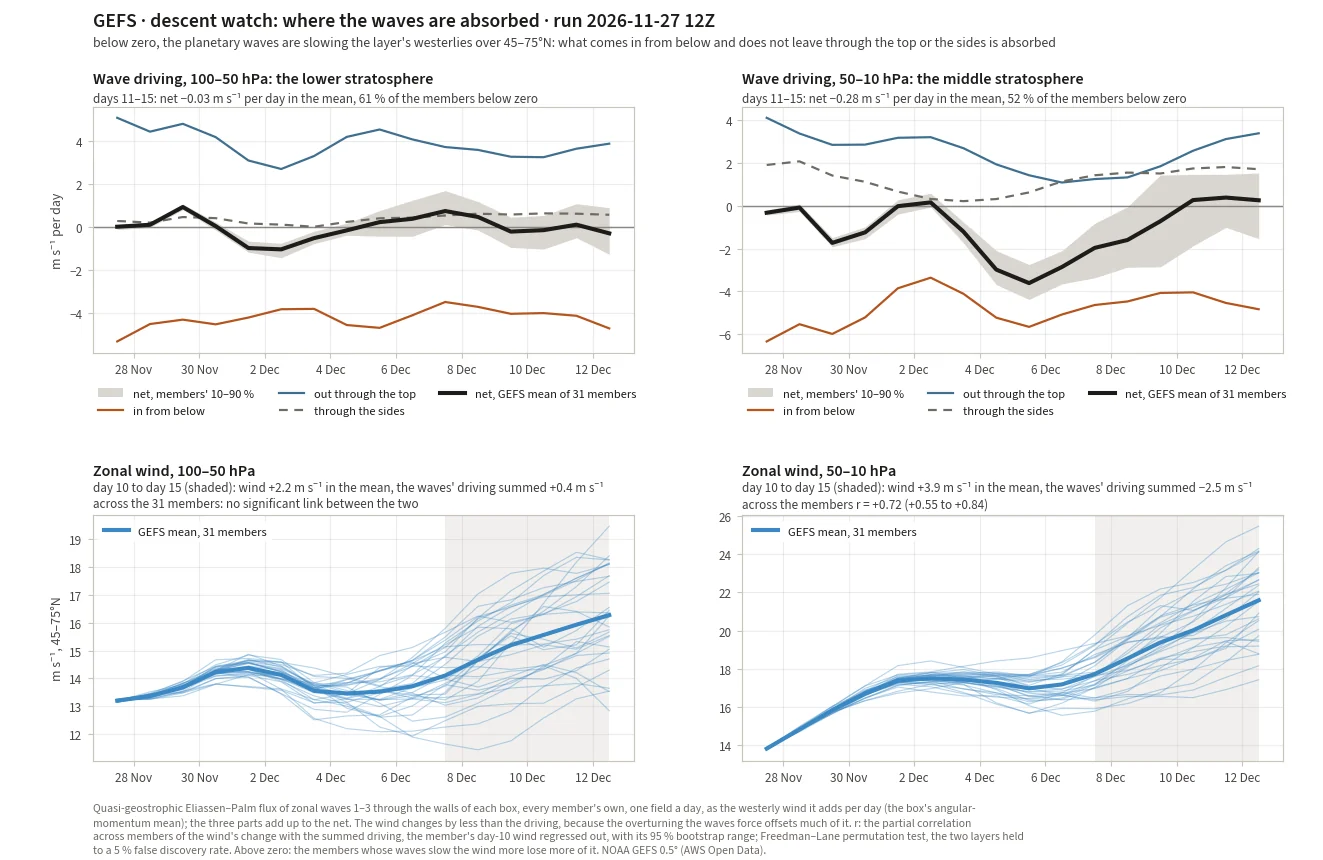 GEFS · descent watch: where the waves are absorbed · run 2026-11-27 12Z
below zero, the planetary waves are slowing the layer's westerlies over 45–75°N: what comes in from below and does not leave through the top or the sides is absorbed
Wave driving, 100–50 hPa: the lower stratosphere
days 11–15: net −0.03 m s⁻¹ per day in the mean, 61 % of the members below zero
m s⁻¹ per day
4
2
0
−2
−4
28 Nov
30 Nov
2 Dec
4 Dec
6 Dec
8 Dec
10 Dec
12 Dec
net, members' 10–90 %
out through the top
net, GEFS mean of 31 members
in from below
through the sides
Wave driving, 50–10 hPa: the middle stratosphere
days 11–15: net −0.28 m s⁻¹ per day in the mean, 52 % of the members below zero
4
2
0
−2
−4
−6
28 Nov
30 Nov
2 Dec
4 Dec
6 Dec
8 Dec
10 Dec
12 Dec
net, members' 10–90 %
out through the top
net, GEFS mean of 31 members
in from below
through the sides
Zonal wind, 100–50 hPa
day 10 to day 15 (shaded): wind +2.2 m s⁻¹ in the mean, the waves' driving summed +0.4 m s⁻¹
across the 31 members: no significant link between the two
GEFS mean, 31 members
m s⁻¹, 45–75°N
19
18
17
16
15
14
13
12
28 Nov
30 Nov
2 Dec
4 Dec
6 Dec
8 Dec
10 Dec
12 Dec
Zonal wind, 50–10 hPa
day 10 to day 15 (shaded): wind +3.9 m s⁻¹ in the mean, the waves' driving summed −2.5 m s⁻¹
across the members r = +0.72 (+0.55 to +0.84)
GEFS mean, 31 members
26
24
22
20
18
16
14
28 Nov
30 Nov
2 Dec
4 Dec
6 Dec
8 Dec
10 Dec
12 Dec
Quasi-geostrophic Eliassen–Palm flux of zonal waves 1–3 through the walls of each box, every member's own, one field a day, as the westerly wind it adds per day (the box's angular-
momentum mean); the three parts add up to the net. The wind changes by less than the driving, because the overturning the waves force offsets much of it. r: the partial correlation
across members of the wind's change with the summed driving, the member's day-10 wind regressed out, with its 95 % bootstrap range; Freedman–Lane permutation test, the two layers held
to a 5 % false discovery rate. Above zero: the members whose waves slow the wind more lose more of it. NOAA GEFS 0.5° (AWS Open Data).